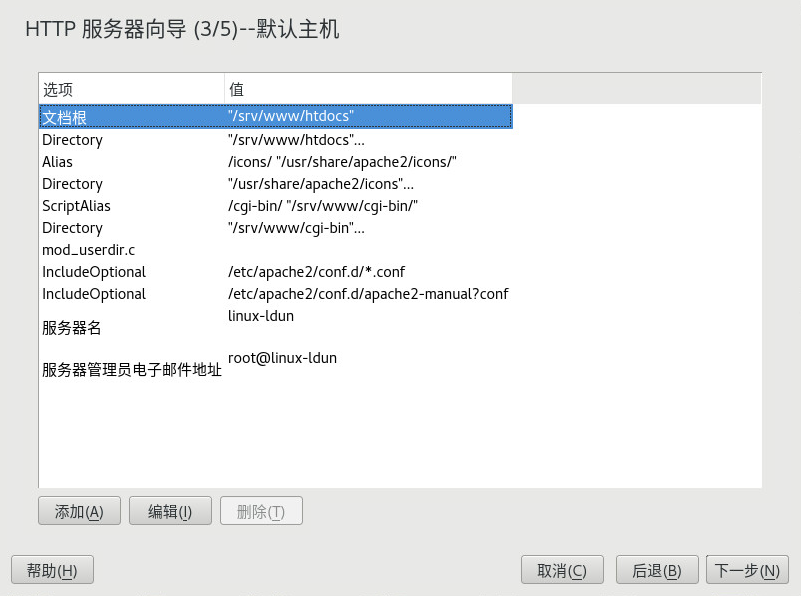 HTTP 服务器向导 (3/5)--默认主机
选项 值
文档根 "/srv/www/htdocs"
Directory "/srv/www/htdocs"...
Alias /icons/ "/usr/share/apache2/icons/"
Directory "/usr/share/apache2/icons"...
ScriptAlias /cgi-bin/ "/srv/www/cgi-bin/"
Directory "/srv/www/cgi-bin"...
mod_userdir.c
IncludeOptional /etc/apache2/conf.d/*.conf
IncludeOptional /etc/apache2/conf.d/apache2-manual?conf
服务器名 linux-ldun
服务器管理员电子邮件地址 root@linux-ldun
添加(A) 编辑(I) 删除(T)
帮助(H) 取消(C) 后退(B) 下一步(N)